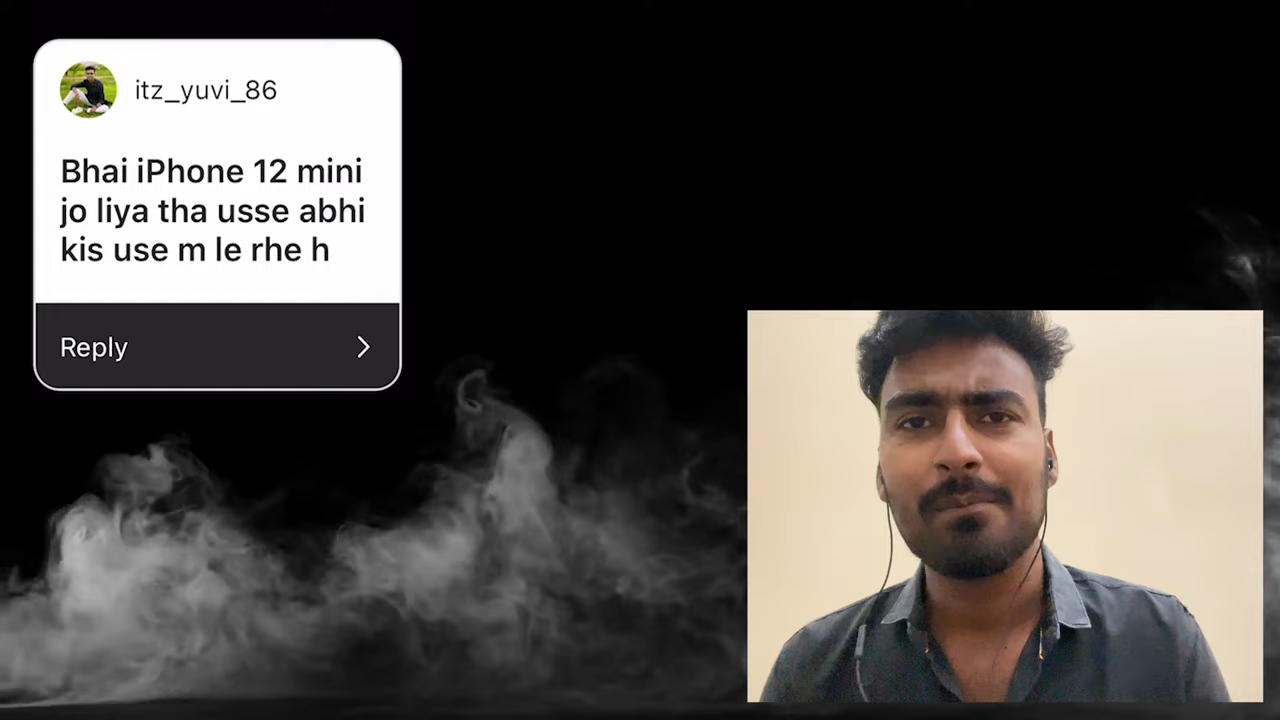 itz_yuvi_86
Bhai iPhone 12 mini
jo liya tha usse abhi
kis use m le rhe h
Reply